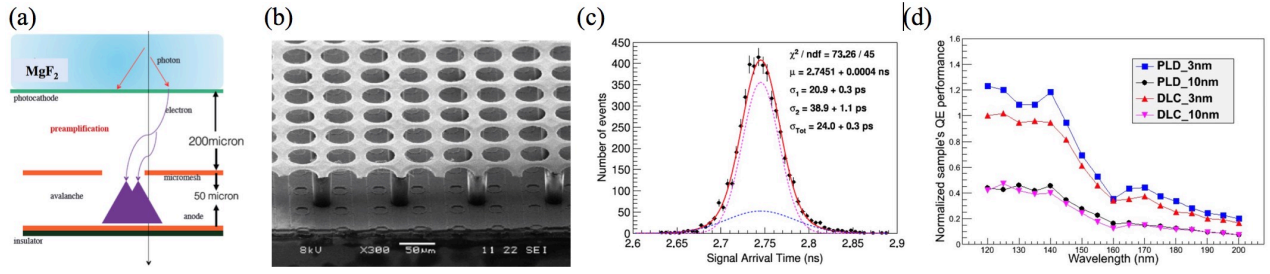 (a)
photon
MgF2
photocathode
electron
preamplification
200micron
micromesh
avalanche
50 micron
anode
insulator
(b)
8kV X300 50µm 11 22 SEI
(c)
450
400
350
300
250
200
150
100
50
0
Number of events
χ² / ndf = 73.26 / 45
μ = 2.7451 + 0.0004 ns
σ1 = 20.9 + 0.3 ps
σ2 = 38.9 + 1.1 ps
σTot = 24.0 + 0.3 ps
2.6 2.65 2.7 2.75 2.8 2.85 2.9
Signal Arrival Time (ns)
(d)
1.6
1.4
1.2
1
0.8
0.6
0.4
0.2
0
Normalized sample's QE performance
PLD_3nm
PLD_10nm
DLC_3nm
DLC_10nm
120 130 140 150 160 170 180 190 200
Wavelength (nm)